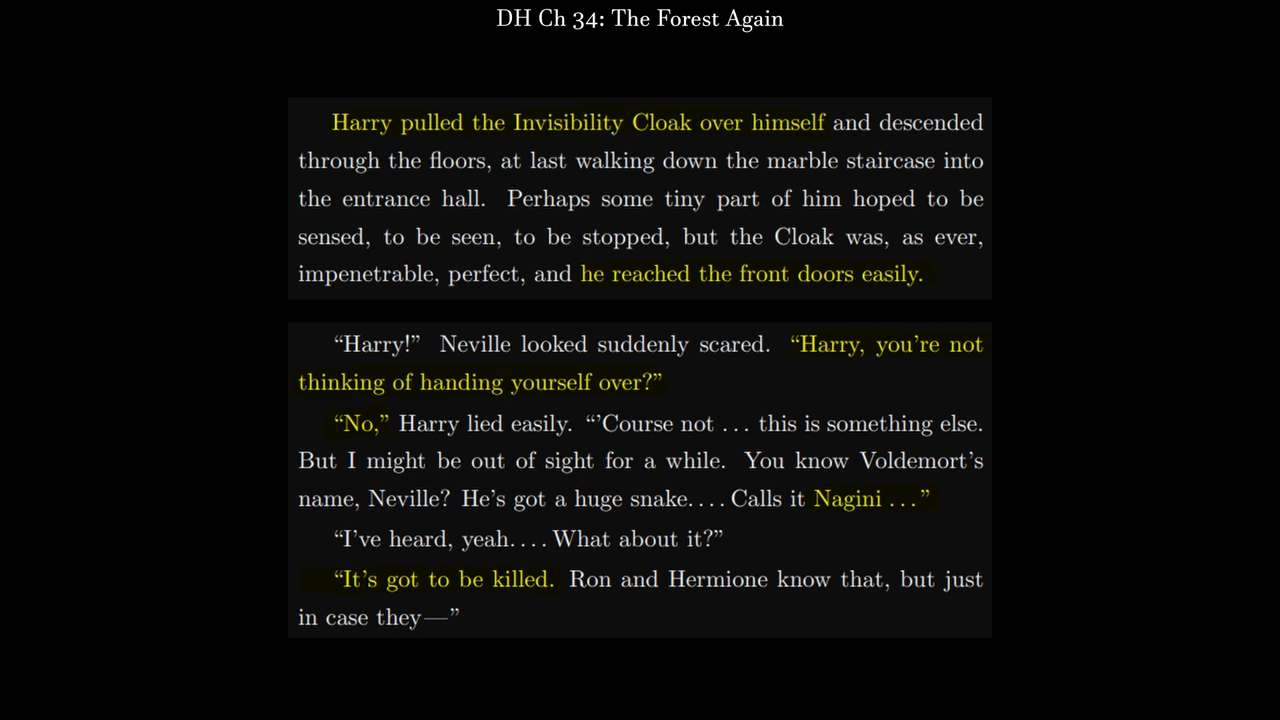 DH Ch 34: The Forest Again
Harry pulled the Invisibility Cloak over himself and descended
through the floors, at last walking down the marble staircase into
the entrance hall. Perhaps some tiny part of him hoped to be
sensed, to be seen, to be stopped, but the Cloak was, as ever,
impenetrable, perfect, and he reached the front doors easily.
“Harry!” Neville looked suddenly scared. “Harry, you’re not
thinking of handing yourself over?”
“No,” Harry lied easily. “’Course not . . . this is something else.
But I might be out of sight for a while. You know Voldemort’s
name, Neville? He’s got a huge snake. . . . Calls it Nagini . . .”
“I’ve heard, yeah. . . . What about it?”
“It’s got to be killed. Ron and Hermione know that, but just
in case they—”